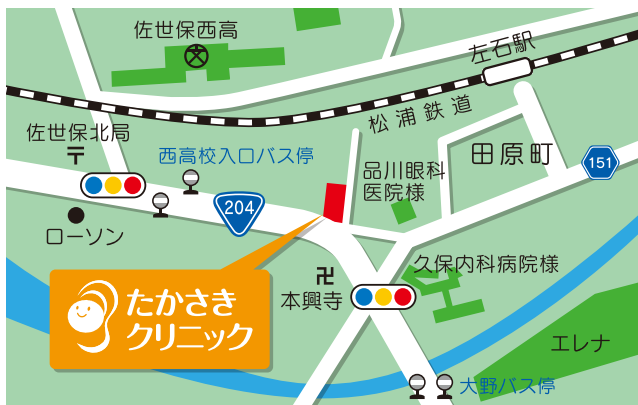 佐世保西高
左石駅
松浦鉄道
佐世保北局
西高校入口バス停
品川眼科
医院様
田原町
151
204
ローソン
久保内科病院様
本興寺
たかさき
クリニック
エレナ
大野バス停